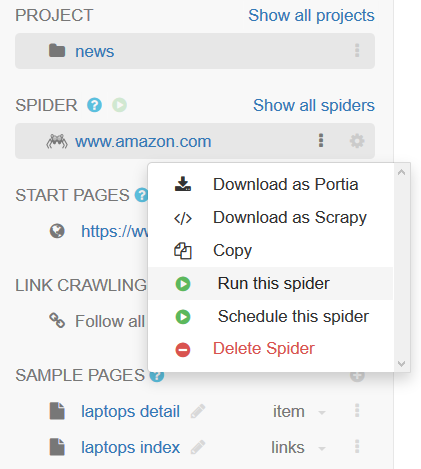 PROJECT Show all projects
news
SPIDER ? Show all spiders
www.amazon.com
Download as Portia
START PAGES ?
Download as Scrapy
https://ww
Copy
LINK CRAWLING
Run this spider
Follow all
Schedule this spider
Delete Spider
SAMPLE PAGES ?
laptops detail item
laptops index links